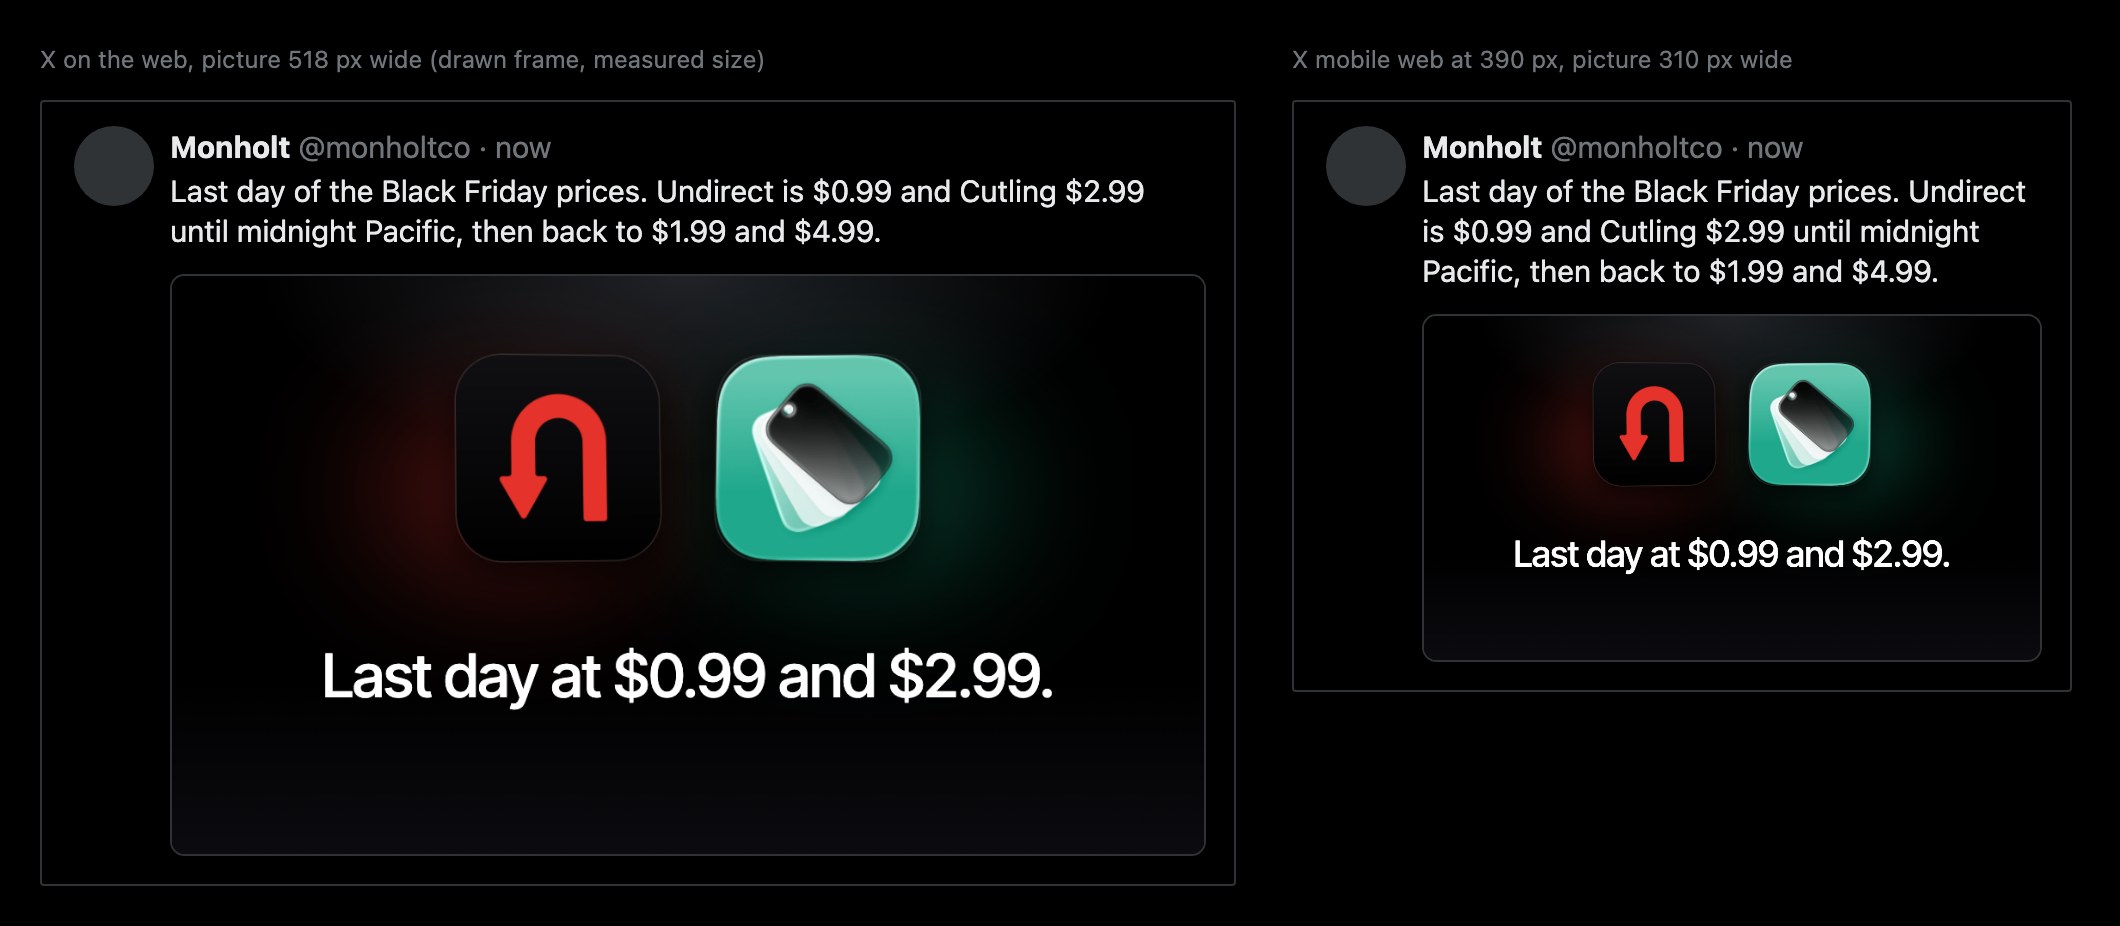 X on the web, picture 518 px wide (drawn frame, measured size)
Monholt @monholtco · now
Last day of the Black Friday prices. Undirect is $0.99 and Cutling $2.99
until midnight Pacific, then back to $1.99 and $4.99.
Last day at $0.99 and $2.99.
X mobile web at 390 px, picture 310 px wide
Monholt @monholtco · now
Last day of the Black Friday prices. Undirect
is $0.99 and Cutling $2.99 until midnight
Pacific, then back to $1.99 and $4.99.
Last day at $0.99 and $2.99.